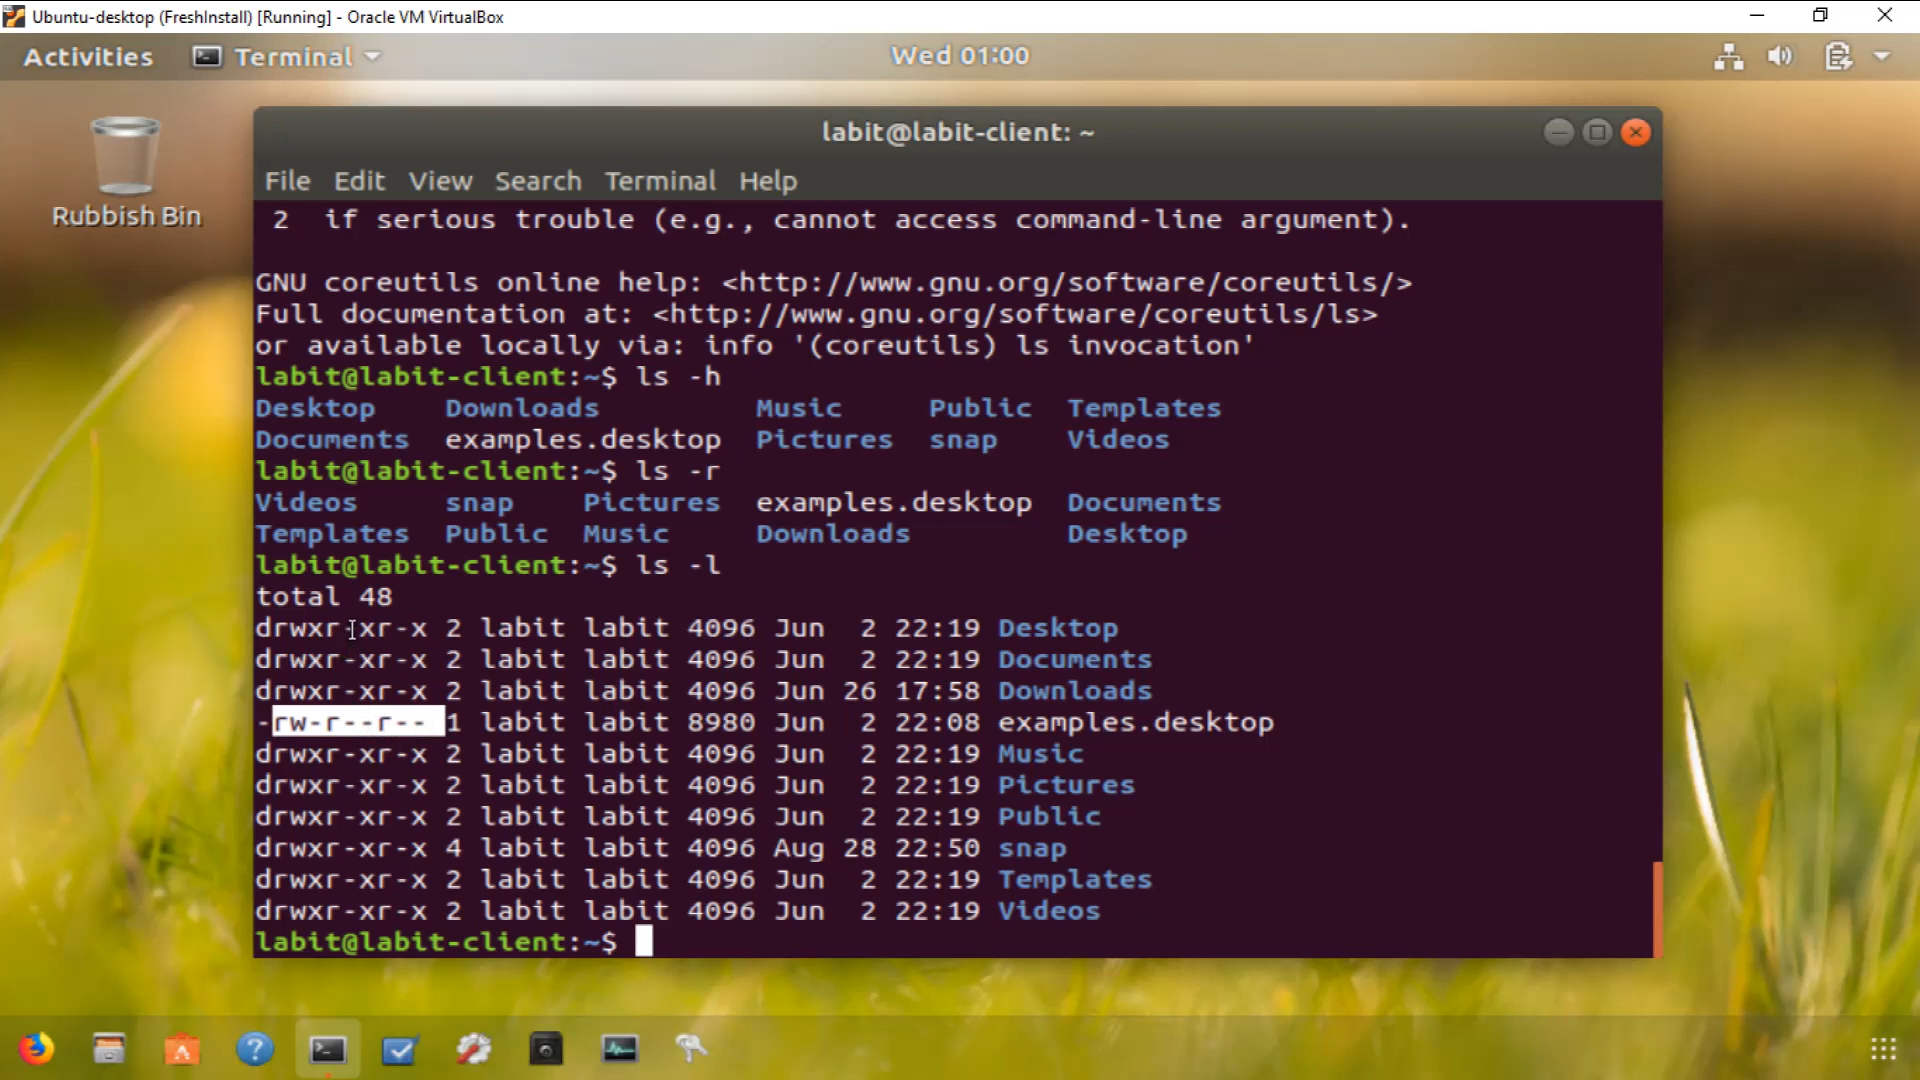 Ubuntu-desktop (FreshInstall) [Running] - Oracle VM VirtualBox
Activities Terminal Wed 01:00
Rubbish Bin
labit@labit-client: ~
File Edit View Search Terminal Help
2 if serious trouble (e.g., cannot access command-line argument).
GNU coreutils online help: <http://www.gnu.org/software/coreutils/>
Full documentation at: <http://www.gnu.org/software/coreutils/ls>
or available locally via: info '(coreutils) ls invocation'
labit@labit-client:~$ ls -h
Desktop Downloads Music Public Templates
Documents examples.desktop Pictures snap Videos
labit@labit-client:~$ ls -r
Videos snap Pictures examples.desktop Documents
Templates Public Music Downloads Desktop
labit@labit-client:~$ ls -l
total 48
drwxr-xr-x 2 labit labit 4096 Jun 2 22:19 Desktop
drwxr-xr-x 2 labit labit 4096 Jun 2 22:19 Documents
drwxr-xr-x 2 labit labit 4096 Jun 26 17:58 Downloads
-rw-r--r-- 1 labit labit 8980 Jun 2 22:08 examples.desktop
drwxr-xr-x 2 labit labit 4096 Jun 2 22:19 Music
drwxr-xr-x 2 labit labit 4096 Jun 2 22:19 Pictures
drwxr-xr-x 2 labit labit 4096 Jun 2 22:19 Public
drwxr-xr-x 4 labit labit 4096 Aug 28 22:50 snap
drwxr-xr-x 2 labit labit 4096 Jun 2 22:19 Templates
drwxr-xr-x 2 labit labit 4096 Jun 2 22:19 Videos
labit@labit-client:~$